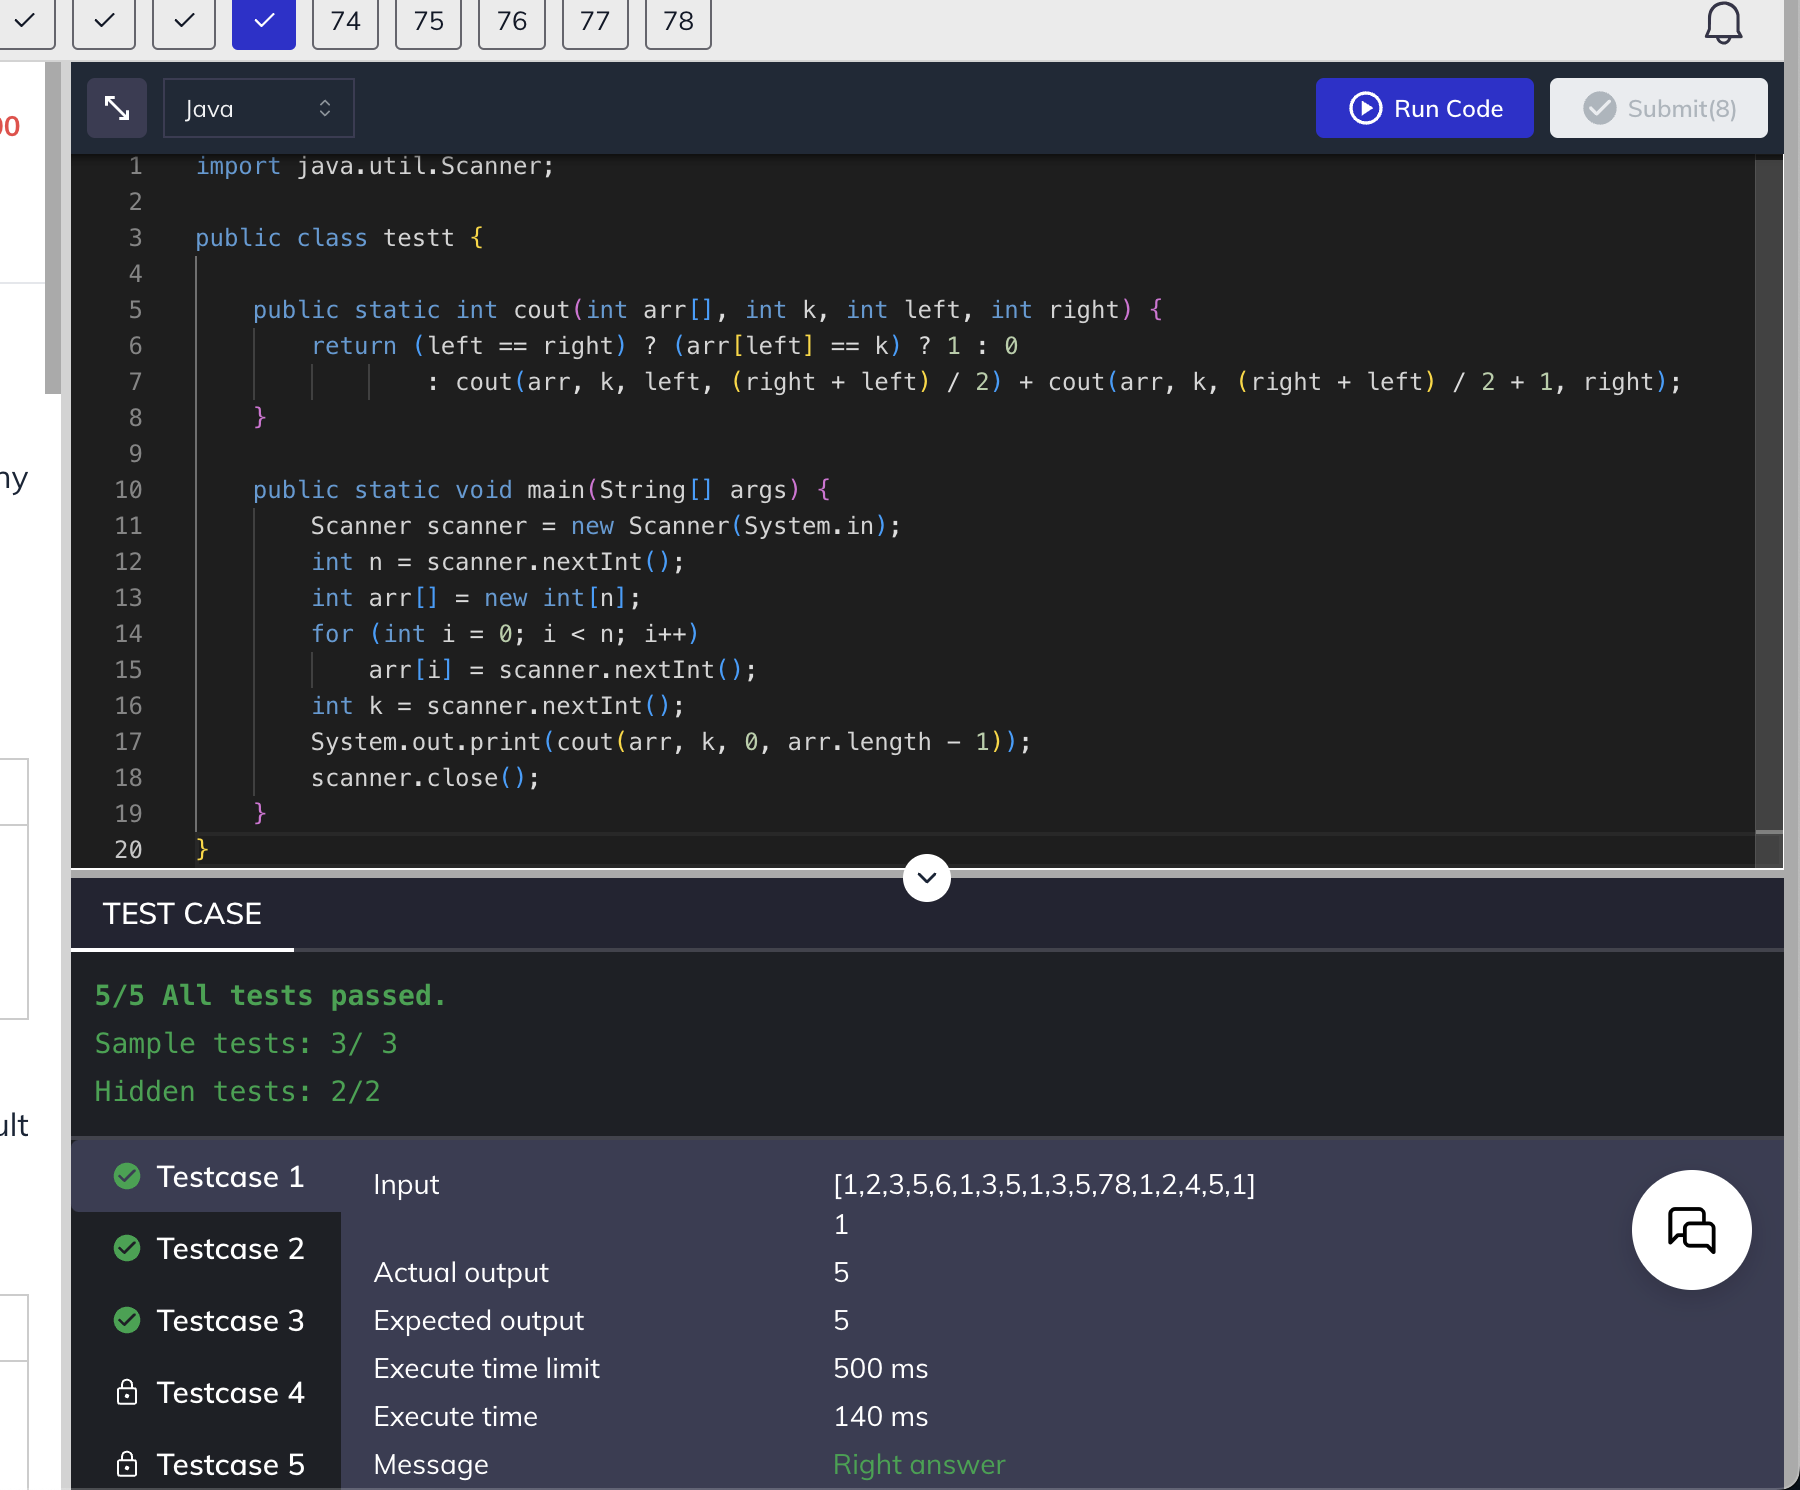 74 75 76 77 78
Java
Run Code
Submit(8)
00
ny
ult
1 import java.util.Scanner;
2
3 public class testt {
4
5 public static int cout(int arr[], int k, int left, int right) {
6 return (left == right) ? (arr[left] == k) ? 1 : 0
7 : cout(arr, k, left, (right + left) / 2) + cout(arr, k, (right + left) / 2 + 1, right);
8 }
9
10 public static void main(String[] args) {
11 Scanner scanner = new Scanner(System.in);
12 int n = scanner.nextInt();
13 int arr[] = new int[n];
14 for (int i = 0; i < n; i++)
15 arr[i] = scanner.nextInt();
16 int k = scanner.nextInt();
17 System.out.print(cout(arr, k, 0, arr.length - 1));
18 scanner.close();
19 }
20 }
TEST CASE
5/5 All tests passed.
Sample tests: 3/ 3
Hidden tests: 2/2
Testcase 1
Testcase 2
Testcase 3
Testcase 4
Testcase 5
Input [1,2,3,5,6,1,3,5,1,3,5,78,1,2,4,5,1]
1
Actual output 5
Expected output 5
Execute time limit 500 ms
Execute time 140 ms
Message Right answer